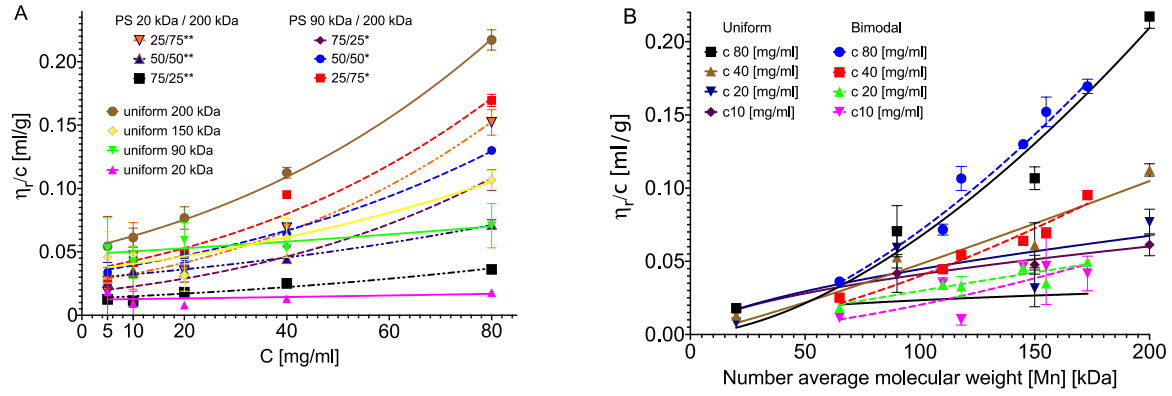 A
PS 20 kDa / 200 kDa
25/75**
50/50**
75/25**
PS 90 kDa / 200 kDa
75/25*
50/50*
25/75*
uniform 200 kDa
uniform 150 kDa
uniform 90 kDa
uniform 20 kDa
ηr/c [ml/g]
0.20
0.15
0.10
0.05
0
5 10 20 40 60 80
C [mg/ml]
B
Uniform
c 80 [mg/ml]
c 40 [mg/ml]
c 20 [mg/ml]
c10 [mg/ml]
Bimodal
c 80 [mg/ml]
c 40 [mg/ml]
c 20 [mg/ml]
c10 [mg/ml]
ηr/c [ml/g]
0.20
0.15
0.10
0.05
0.00
0 50 100 150 200
Number average molecular weight [Mn] [kDa]